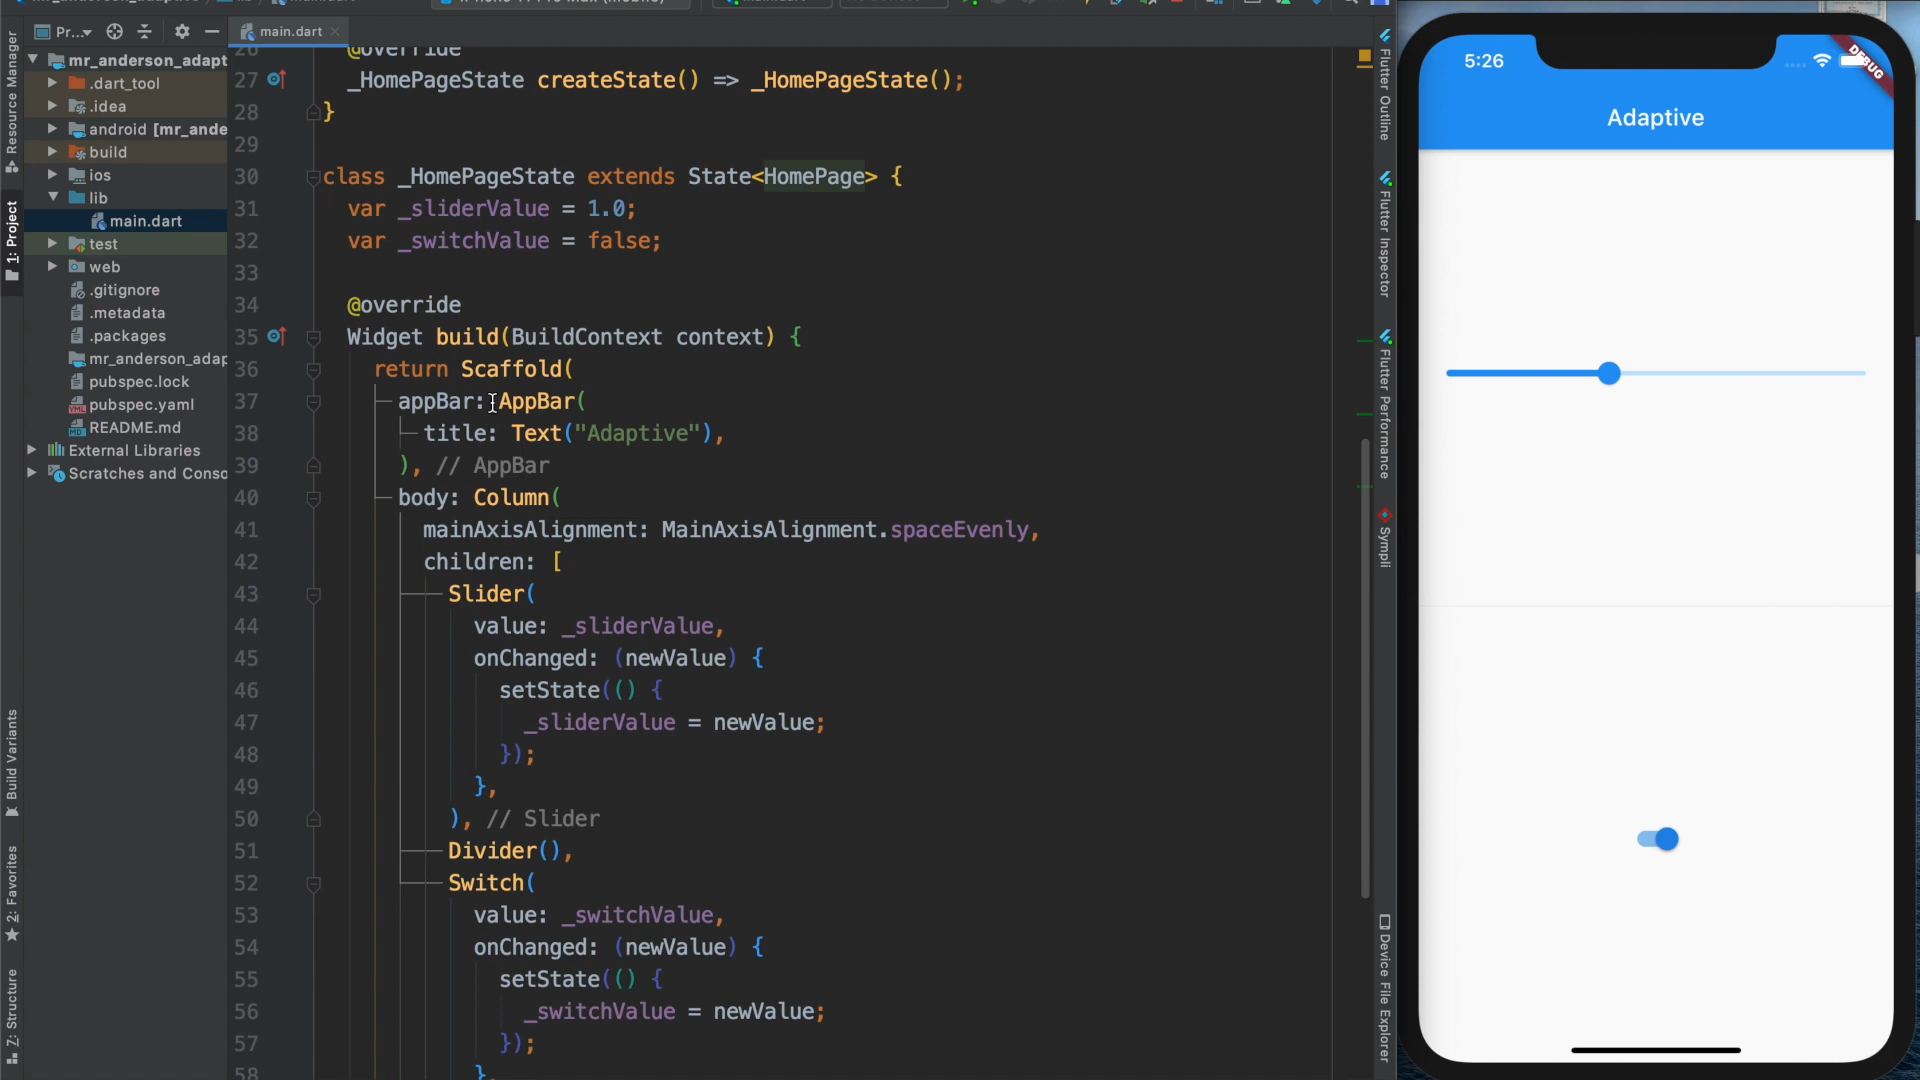 main.dart
Pr...
mr_anderson_adapt
.dart_tool
.idea
android [mr_ande
build
ios
lib
main.dart
test
web
.gitignore
.metadata
.packages
mr_anderson_adap
pubspec.lock
pubspec.yaml
README.md
External Libraries
Scratches and Conso
Resource Manager
1: Project
Build Variants
2: Favorites
Z: Structure
26 @override
27 _HomePageState createState() => _HomePageState();
28 }
29
30 class _HomePageState extends State<HomePage> {
31 var _sliderValue = 1.0;
32 var _switchValue = false;
33
34 @override
35 Widget build(BuildContext context) {
36 return Scaffold(
37 appBar: AppBar(
38 title: Text("Adaptive"),
39 ), // AppBar
40 body: Column(
41 mainAxisAlignment: MainAxisAlignment.spaceEvenly,
42 children: [
43 Slider(
44 value: _sliderValue,
45 onChanged: (newValue) {
46 setState(() {
47 _sliderValue = newValue;
48 });
49 },
50 ), // Slider
51 Divider(),
52 Switch(
53 value: _switchValue,
54 onChanged: (newValue) {
55 setState(() {
56 _switchValue = newValue;
57 });
58 },
Flutter Outline
Flutter Inspector
Flutter Performance
Sympli
Device File Explorer
5:26
DEBUG
Adaptive